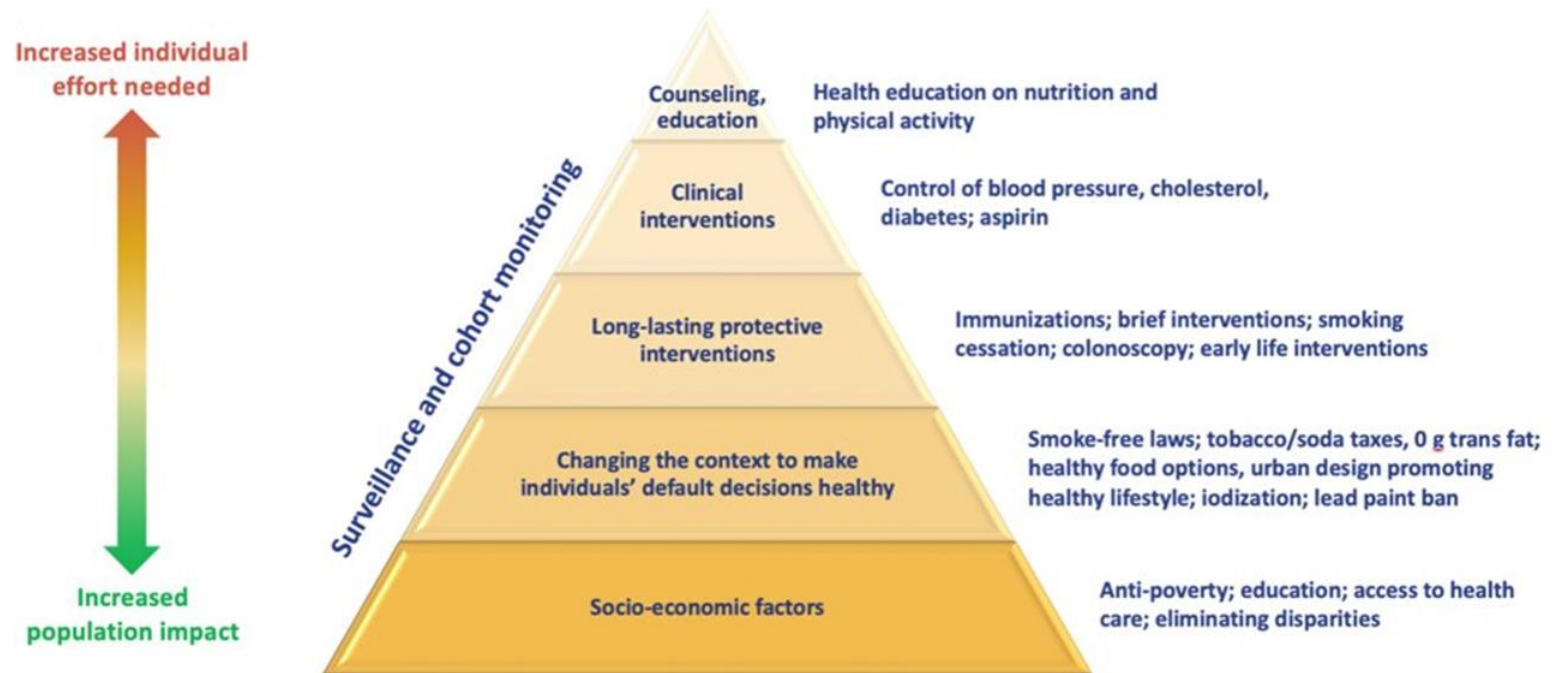 Increased individual
effort needed
Increased
population impact
Surveillance and cohort monitoring
Counseling,
education
Health education on nutrition and
physical activity
Clinical
interventions
Control of blood pressure, cholesterol,
diabetes; aspirin
Long-lasting protective
interventions
Immunizations; brief interventions; smoking
cessation; colonoscopy; early life interventions
Changing the context to make
individuals’ default decisions healthy
Smoke-free laws; tobacco/soda taxes, 0 g trans fat;
healthy food options, urban design promoting
healthy lifestyle; iodization; lead paint ban
Socio-economic factors
Anti-poverty; education; access to health
care; eliminating disparities